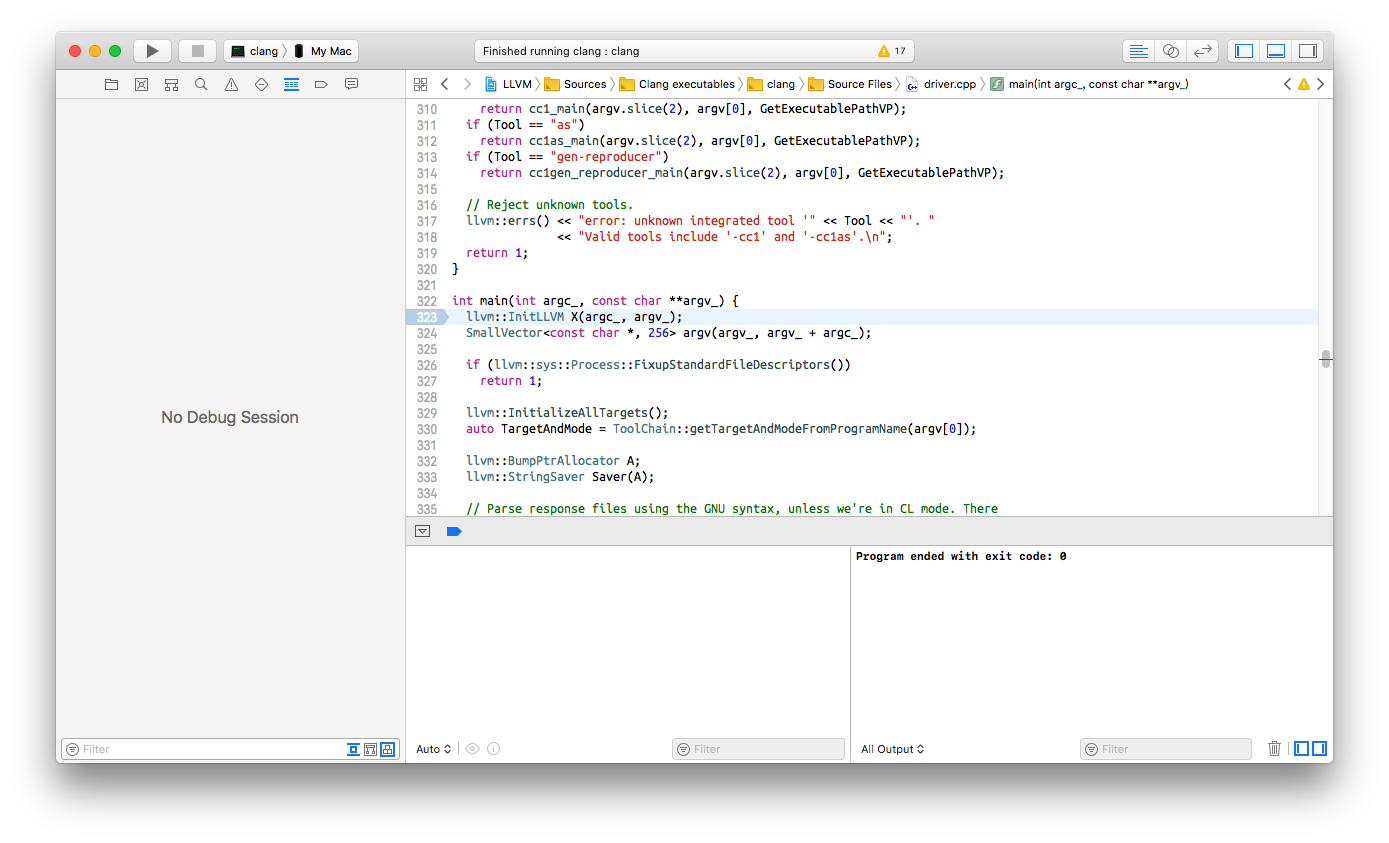 clang 〉 My Mac
Finished running clang : clang
17
LLVM 〉 Sources 〉 Clang executables 〉 clang 〉 Source Files 〉 driver.cpp 〉 main(int argc_, const char **argv_)
310     return cc1_main(argv.slice(2), argv[0], GetExecutablePathVP);
311   if (Tool == "as")
312     return cc1as_main(argv.slice(2), argv[0], GetExecutablePathVP);
313   if (Tool == "gen-reproducer")
314     return cc1gen_reproducer_main(argv.slice(2), argv[0], GetExecutablePathVP);
315
316   // Reject unknown tools.
317   llvm::errs() << "error: unknown integrated tool '" << Tool << "'. "
318                << "Valid tools include '-cc1' and '-cc1as'.\n";
319   return 1;
320 }
321
322 int main(int argc_, const char **argv_) {
323   llvm::InitLLVM X(argc_, argv_);
324   SmallVector<const char *, 256> argv(argv_, argv_ + argc_);
325
326   if (llvm::sys::Process::FixupStandardFileDescriptors())
327     return 1;
328
329   llvm::InitializeAllTargets();
330   auto TargetAndMode = ToolChain::getTargetAndModeFromProgramName(argv[0]);
331
332   llvm::BumpPtrAllocator A;
333   llvm::StringSaver Saver(A);
334
335   // Parse response files using the GNU syntax, unless we're in CL mode. There
No Debug Session
Program ended with exit code: 0
Filter
Auto
Filter
All Output
Filter